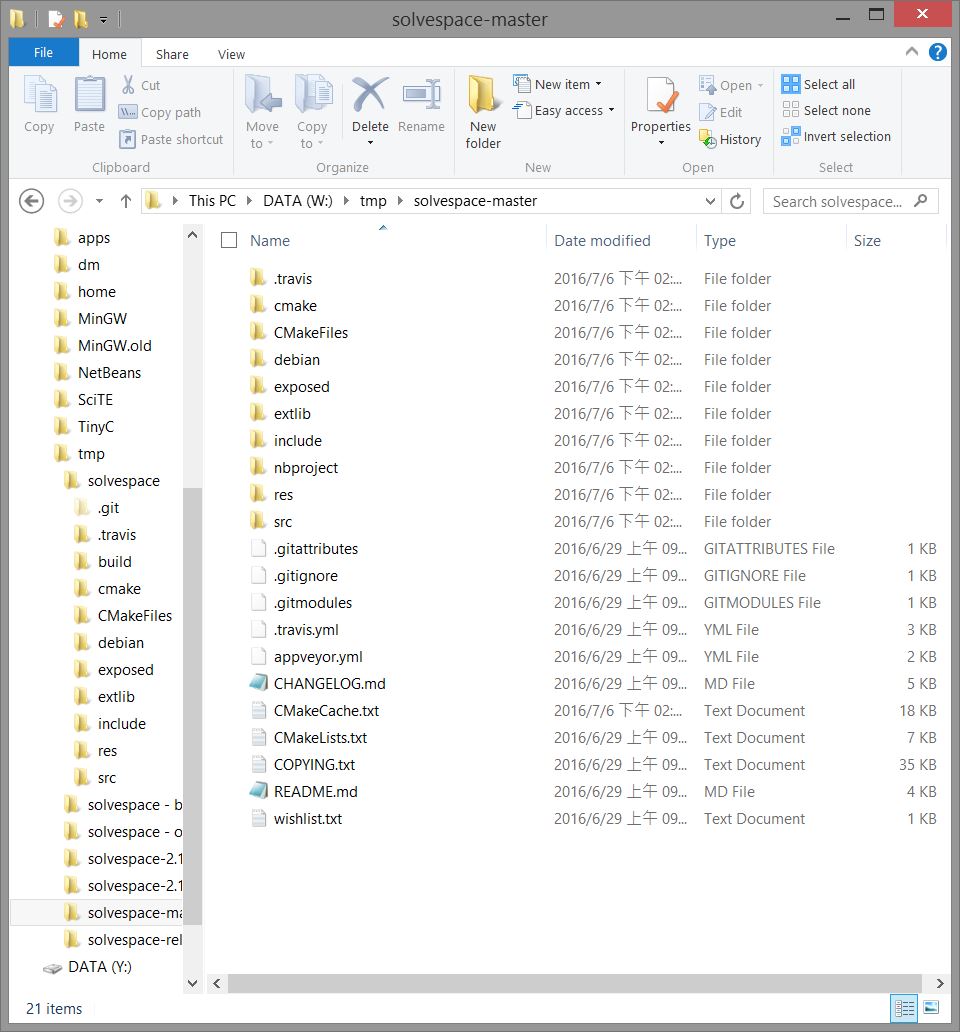 solvespace-master
File Home Share View
Copy Paste Cut Copy path Paste shortcut Move to Copy to Delete Rename New folder New item Easy access Properties Open Edit History Select all Select none Invert selection
Clipboard Organize New Open Select
This PC DATA (W:) tmp solvespace-master Search solvespace...
apps
dm
home
MinGW
MinGW.old
NetBeans
SciTE
TinyC
tmp
solvespace
.git
.travis
build
cmake
CMakeFiles
debian
exposed
extlib
include
res
src
solvespace - b
solvespace - o
solvespace-2.1
solvespace-2.1
solvespace-ma
solvespace-rel
DATA (Y:)
Name Date modified Type Size
.travis 2016/7/6 下午 02:... File folder
cmake 2016/7/6 下午 02:... File folder
CMakeFiles 2016/7/6 下午 02:... File folder
debian 2016/7/6 下午 02:... File folder
exposed 2016/7/6 下午 02:... File folder
extlib 2016/7/6 下午 02:... File folder
include 2016/7/6 下午 02:... File folder
nbproject 2016/7/6 下午 02:... File folder
res 2016/7/6 下午 02:... File folder
src 2016/7/6 下午 02:... File folder
.gitattributes 2016/6/29 上午 09... GITATTRIBUTES File 1 KB
.gitignore 2016/6/29 上午 09... GITIGNORE File 1 KB
.gitmodules 2016/6/29 上午 09... GITMODULES File 1 KB
.travis.yml 2016/6/29 上午 09... YML File 3 KB
appveyor.yml 2016/6/29 上午 09... YML File 2 KB
CHANGELOG.md 2016/6/29 上午 09... MD File 5 KB
CMakeCache.txt 2016/7/6 下午 02:... Text Document 18 KB
CMakeLists.txt 2016/6/29 上午 09... Text Document 7 KB
COPYING.txt 2016/6/29 上午 09... Text Document 35 KB
README.md 2016/6/29 上午 09... MD File 4 KB
wishlist.txt 2016/6/29 上午 09... Text Document 1 KB
21 items